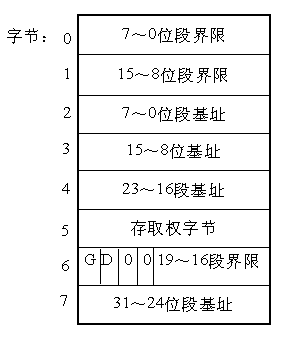 字节： 0 7～0位段界限
1 15～8位段界限
2 7～0位段基址
3 15～8位基址
4 23～16段基址
5 存取权字节
6 G D 0 0 19～16段界限
7 31～24位段基址